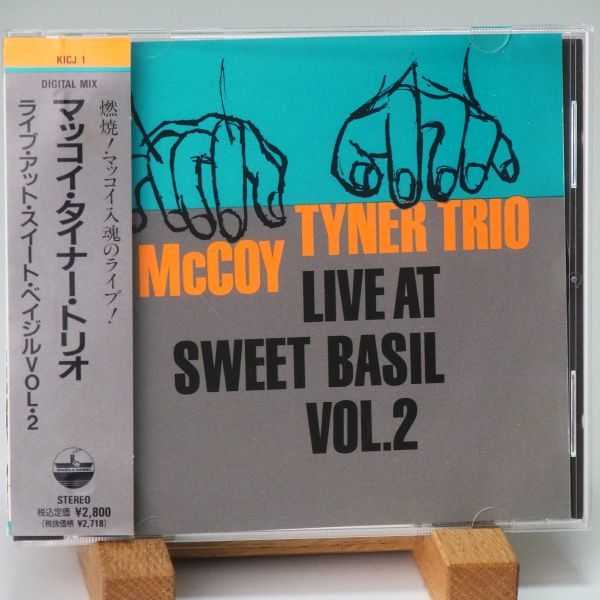 KICJ 1
DIGITAL MIX
燃焼!マッコイ入魂のライブ!
マッコイ・タイナー・トリオ
ライブ・アット・スイート・ベイジルVOL.2
PADDLE WHEEL
STEREO
税込定価 ¥2,800
(税抜価格 ¥2,718)
TYNER TRIO
McCOY
LIVE AT
SWEET BASIL
VOL.2